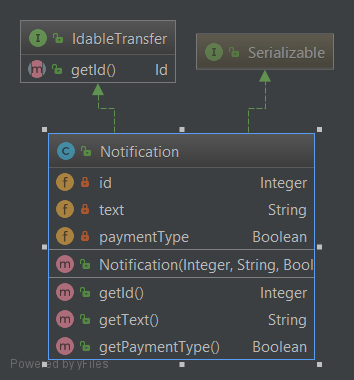 I IdableTransfer
m getId() Id
I Serializable
C Notification
f id Integer
f text String
f paymentType Boolean
m Notification(Integer, String, Bool
m getId() Integer
m getText() String
m getPaymentType() Boolean
Powered by yFiles